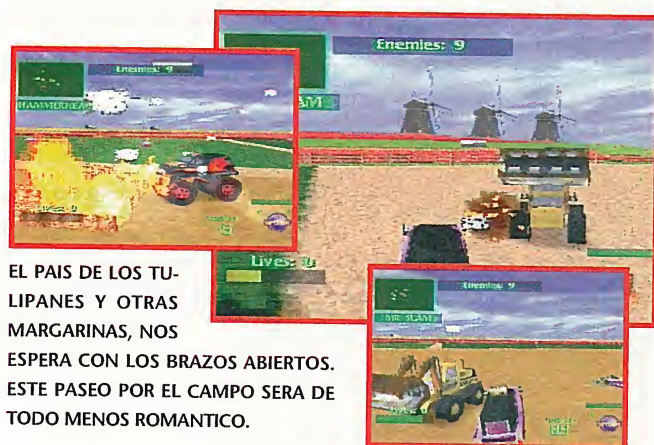 Enemies: 9
HAMMERHEAD
Enemies: 9
Lives: 0
EL PAIS DE LOS TU-
LIPANES Y OTRAS
MARGARINAS, NOS
ESPERA CON LOS BRAZOS ABIERTOS.
ESTE PASEO POR EL CAMPO SERA DE
TODO MENOS ROMANTICO.
Enemies: 9
MR. SLAM